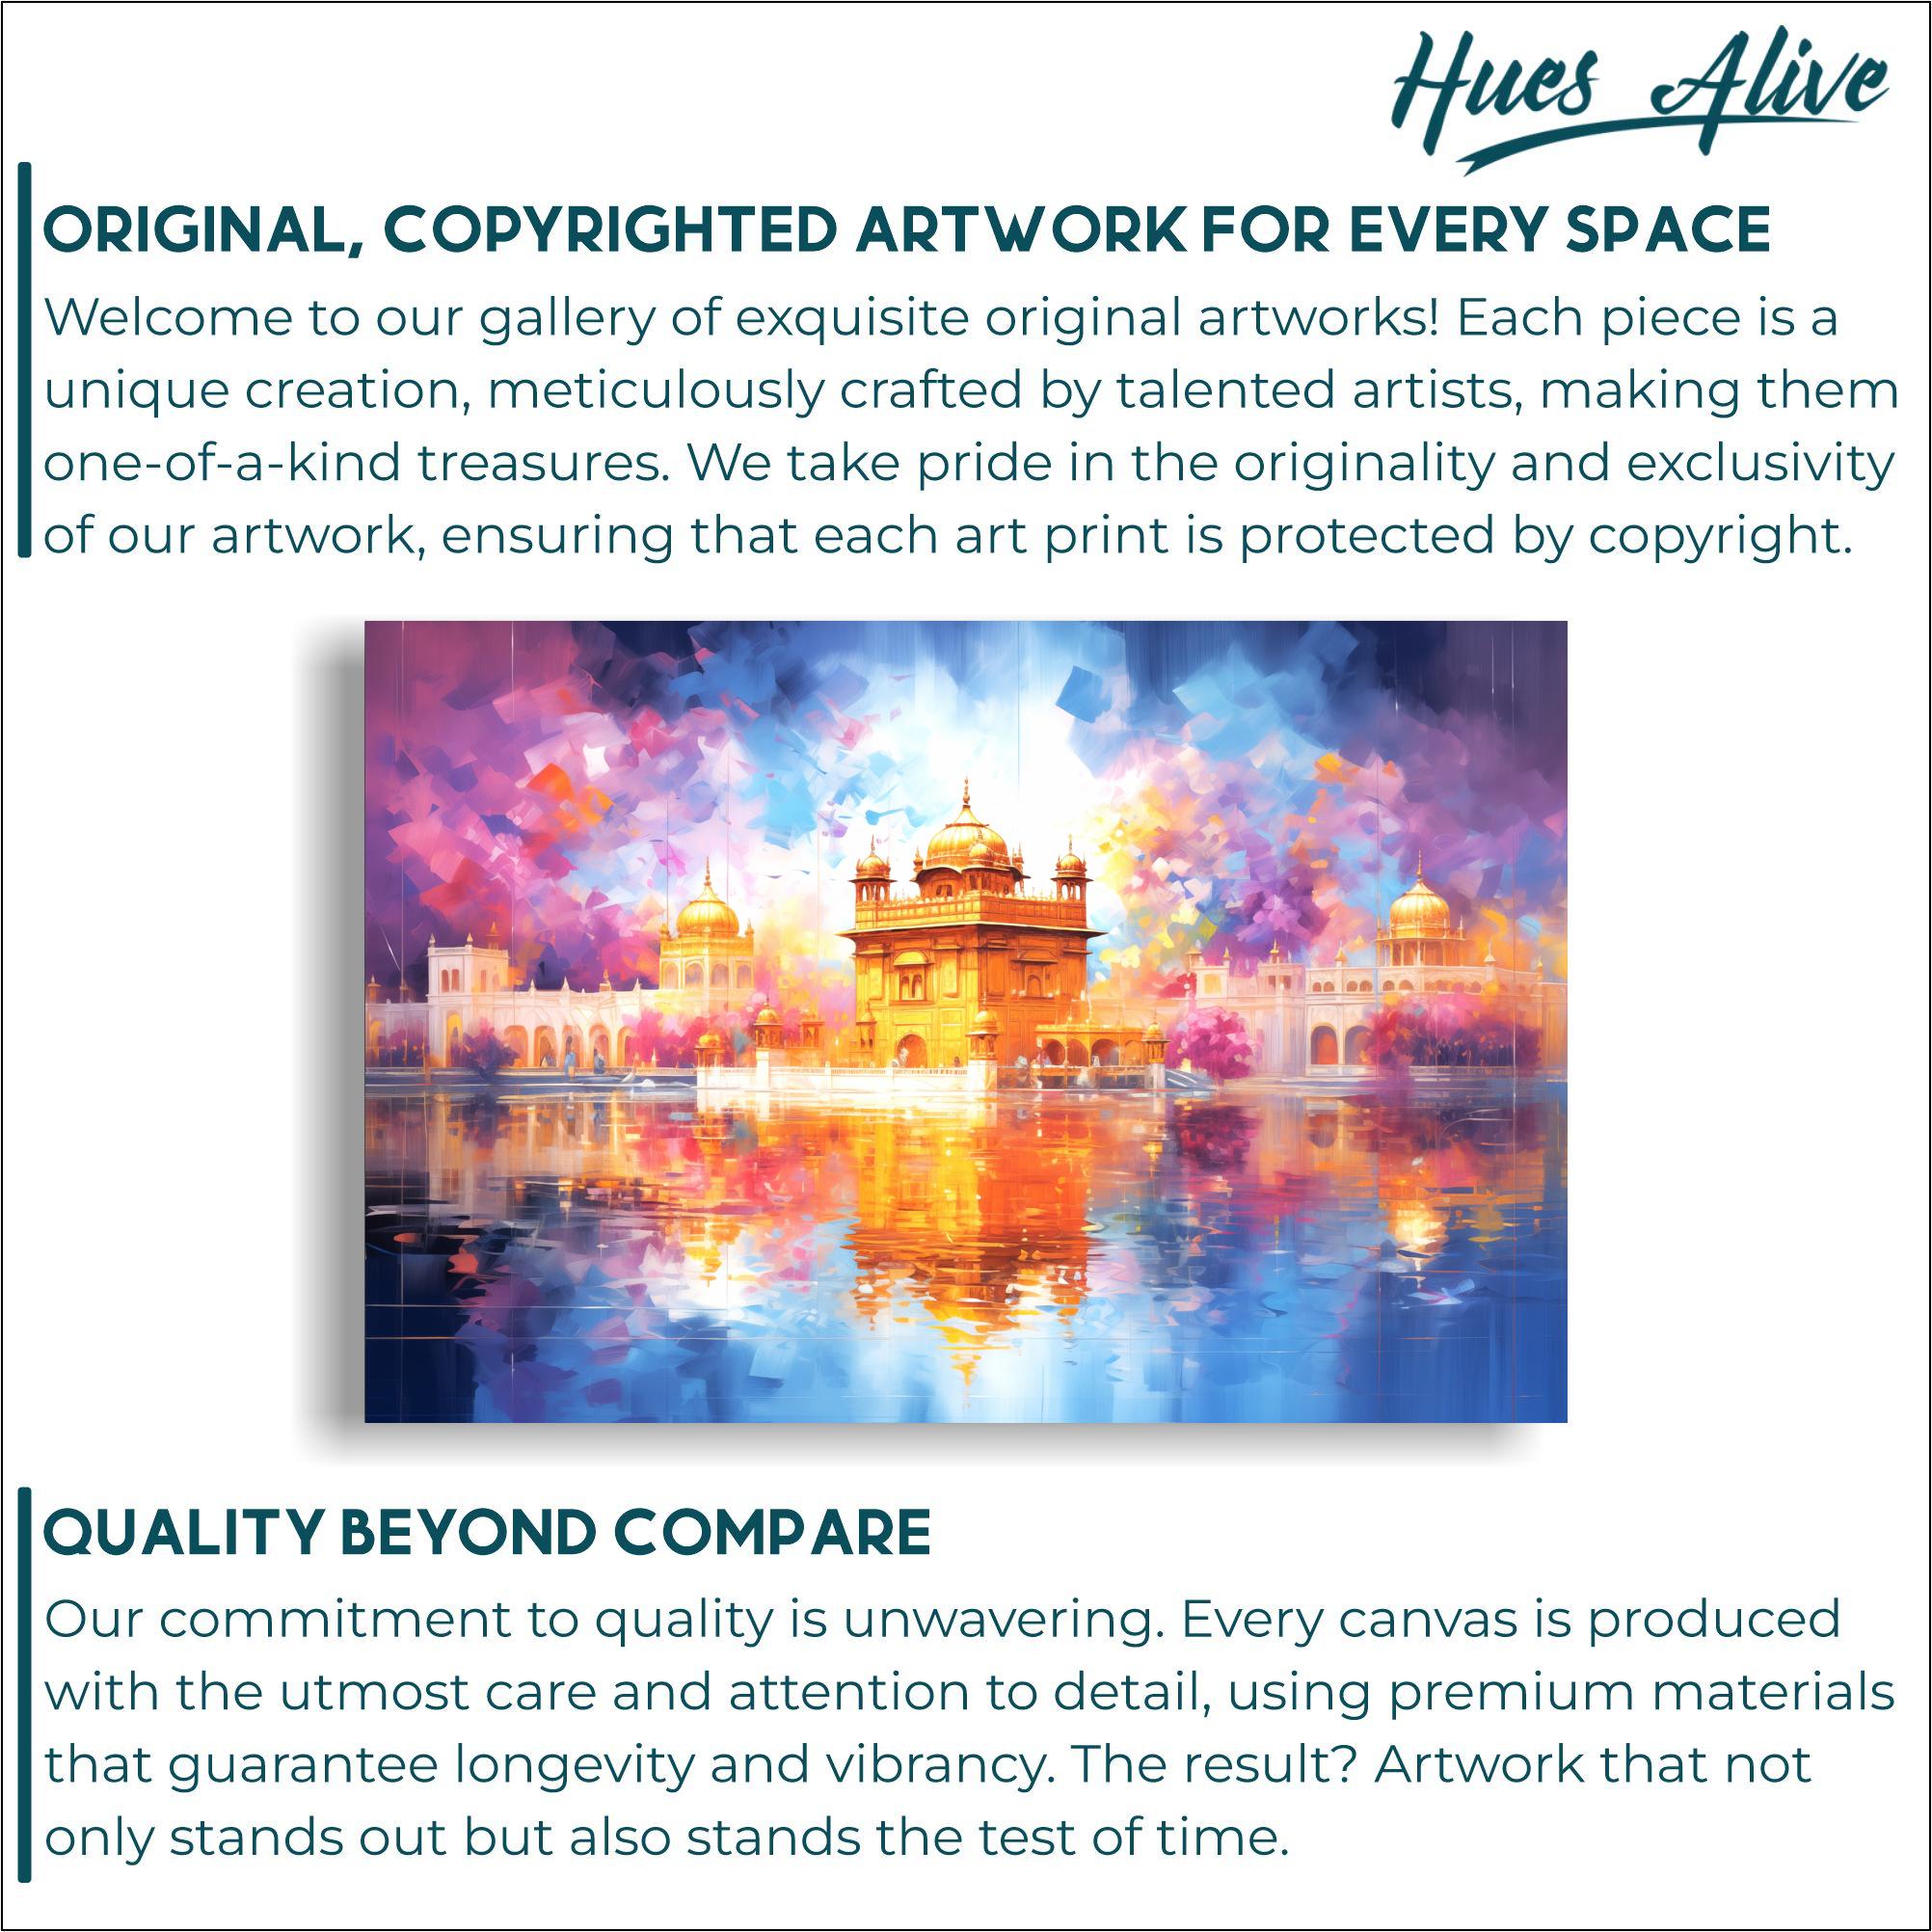 Hues Alive
ORIGINAL, COPYRIGHTED ARTWORK FOR EVERY SPACE
Welcome to our gallery of exquisite original artworks! Each piece is a
unique creation, meticulously crafted by talented artists, making them
one-of-a-kind treasures. We take pride in the originality and exclusivity
of our artwork, ensuring that each art print is protected by copyright.
QUALITY BEYOND COMPARE
Our commitment to quality is unwavering. Every canvas is produced
with the utmost care and attention to detail, using premium materials
that guarantee longevity and vibrancy. The result? Artwork that not
only stands out but also stands the test of time.